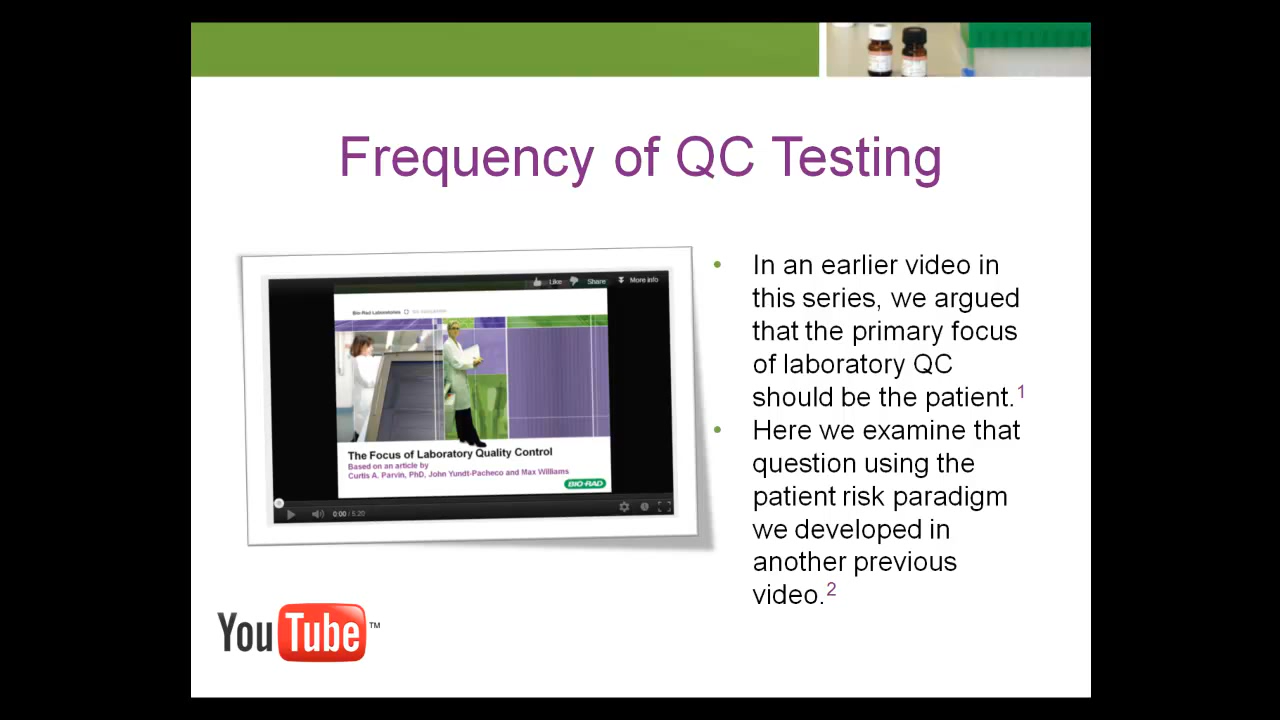 Frequency of QC Testing
Like Share More info
Bio-Rad Laboratories
The Focus of Laboratory Quality Control
Based on an article by
Curtis A. Parvin, PhD, John Yundt-Pacheco and Max Williams
BIO-RAD
0:00 / 5:20
• In an earlier video in
this series, we argued
that the primary focus
of laboratory QC
should be the patient.1
• Here we examine that
question using the
patient risk paradigm
we developed in
another previous
video.2
YouTube™